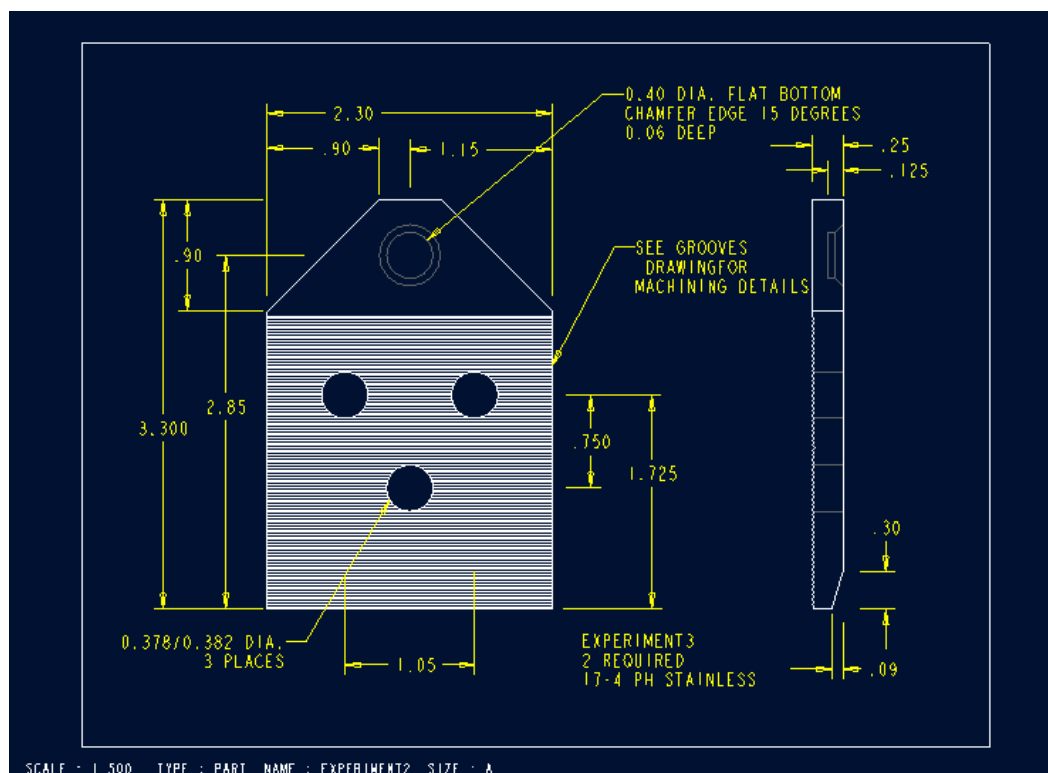 0.40 DIA. FLAT BOTTOM
CHAMFER EDGE 15 DEGREES
0.06 DEEP
2.30
.90
1.15
.25
.125
.90
SEE GROOVES
DRAWINGFOR
MACHINING DETAILS
2.85
3.300
.750
1.725
.30
0.378/0.382 DIA.
3 PLACES
1.05
EXPERIMENT3
2 REQUIRED
17-4 PH STAINLESS
.09
SCALE : 1.500 TYPE : PART NAME : EXPERIMENT2 SIZE : A